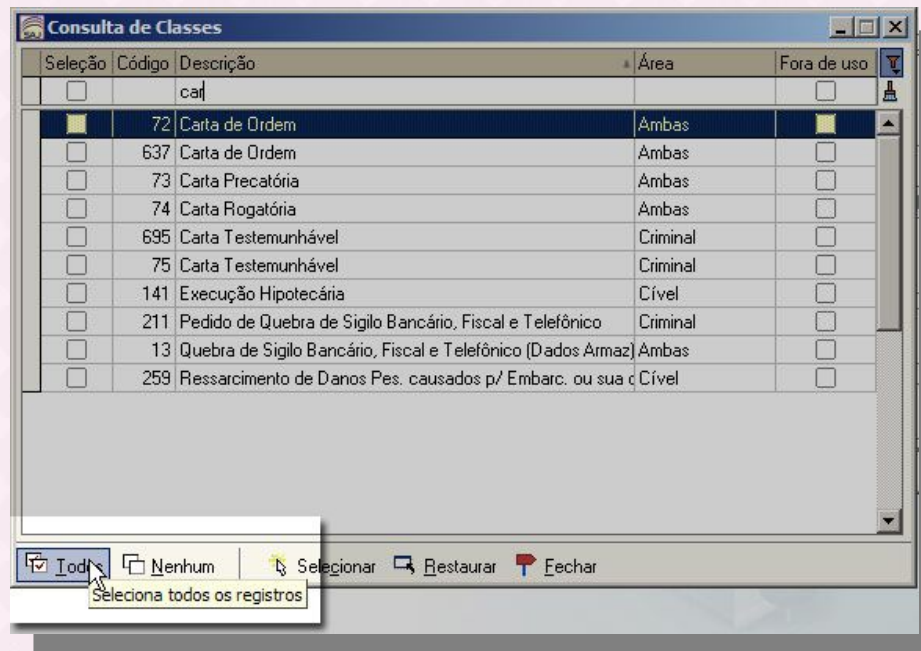 SAJ Consulta de Classes
Seleção Código Descrição Área Fora de uso
car
72 Carta de Ordem Ambas
637 Carta de Ordem Ambas
73 Carta Precatória Ambas
74 Carta Rogatória Ambas
695 Carta Testemunhável Criminal
75 Carta Testemunhável Criminal
141 Execução Hipotecária Cível
211 Pedido de Quebra de Sigilo Bancário, Fiscal e Telefônico Criminal
13 Quebra de Sigilo Bancário, Fiscal e Telefônico (Dados Armaz) Ambas
259 Ressarcimento de Danos Pes. causados p/ Embarc. ou sua c Cível
Nenhum Selecionar Restaurar Fechar
Seleciona todos os registros